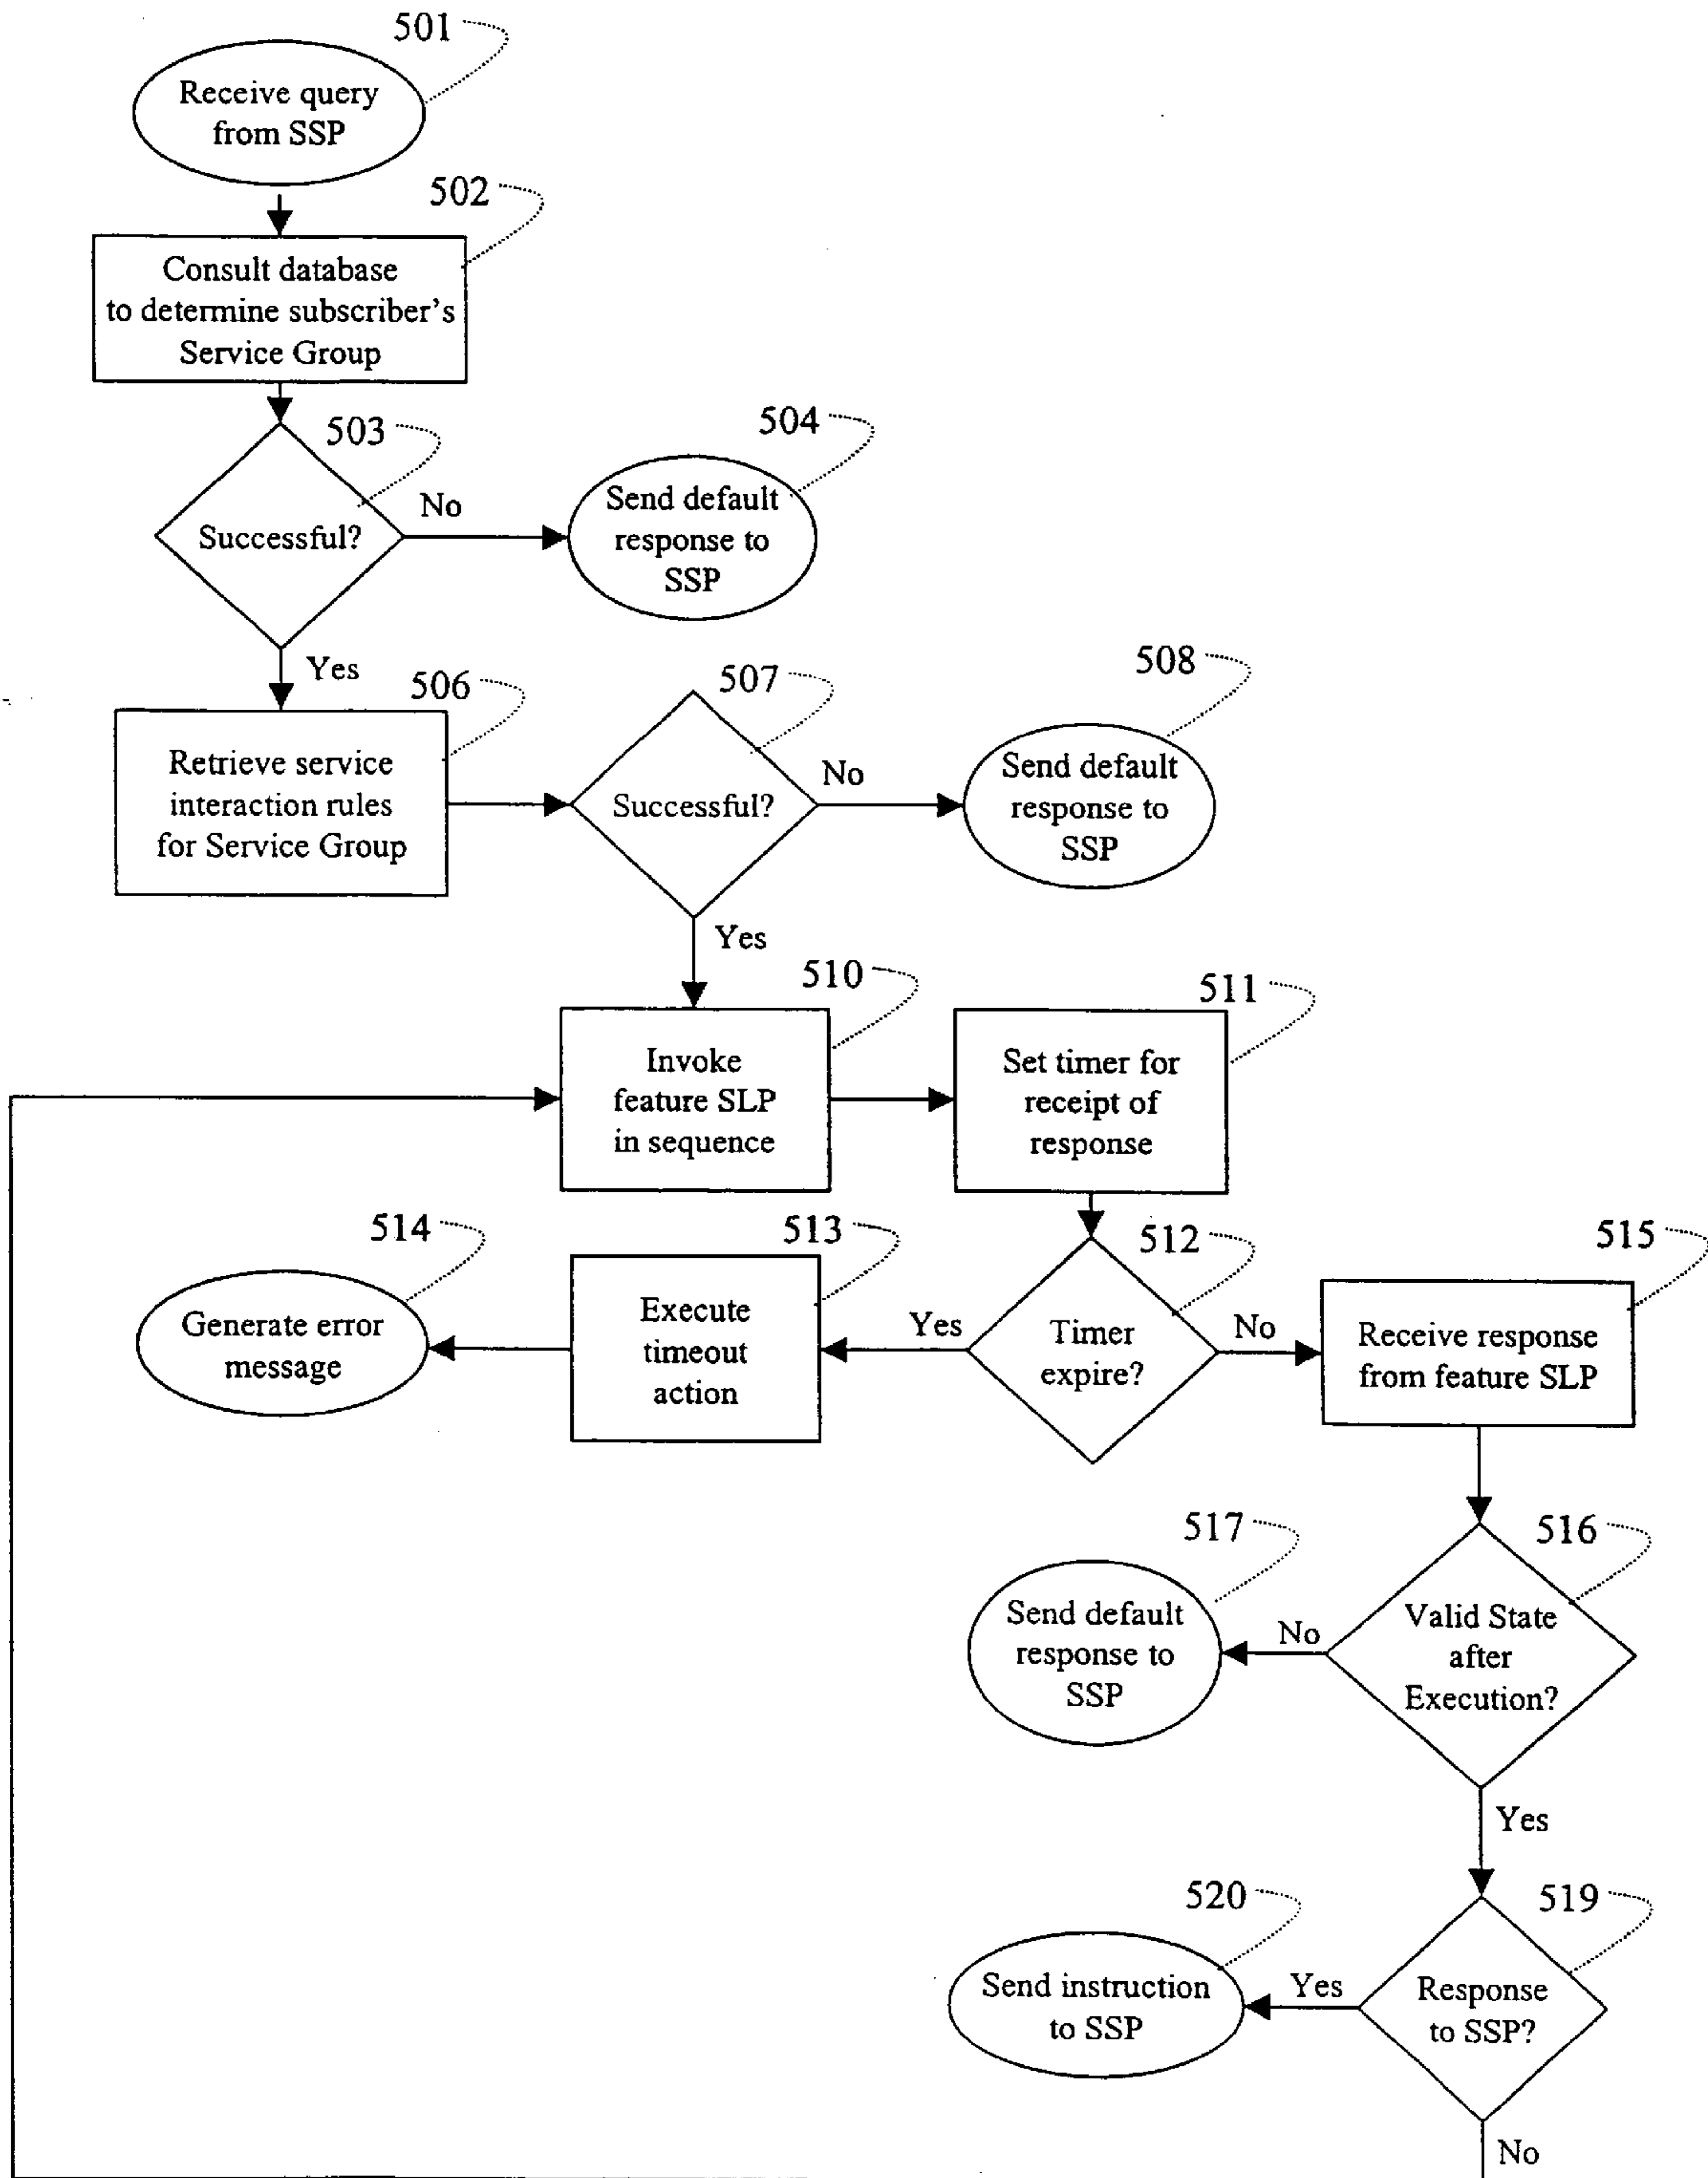 501
Receive query
from SSP
502
Consult database
to determine subscriber's
Service Group
503
Successful?
No
504
Send default
response to
SSP
Yes
506
Retrieve service
interaction rules
for Service Group
507
Successful?
No
508
Send default
response to
SSP
Yes
510
Invoke
feature SLP
in sequence
511
Set timer for
receipt of
response
512
Timer
expire?
Yes
513
Execute
timeout
action
514
Generate error
message
No
515
Receive response
from feature SLP
516
Valid State
after
Execution?
No
517
Send default
response to
SSP
Yes
519
Response
to SSP?
Yes
520
Send instruction
to SSP
No